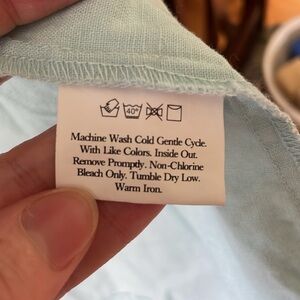 40°
Machine Wash Cold Gentle Cycle.
With Like Colors. Inside Out.
Remove Promptly. Non-Chlorine
Bleach Only. Tumble Dry Low.
Warm Iron.